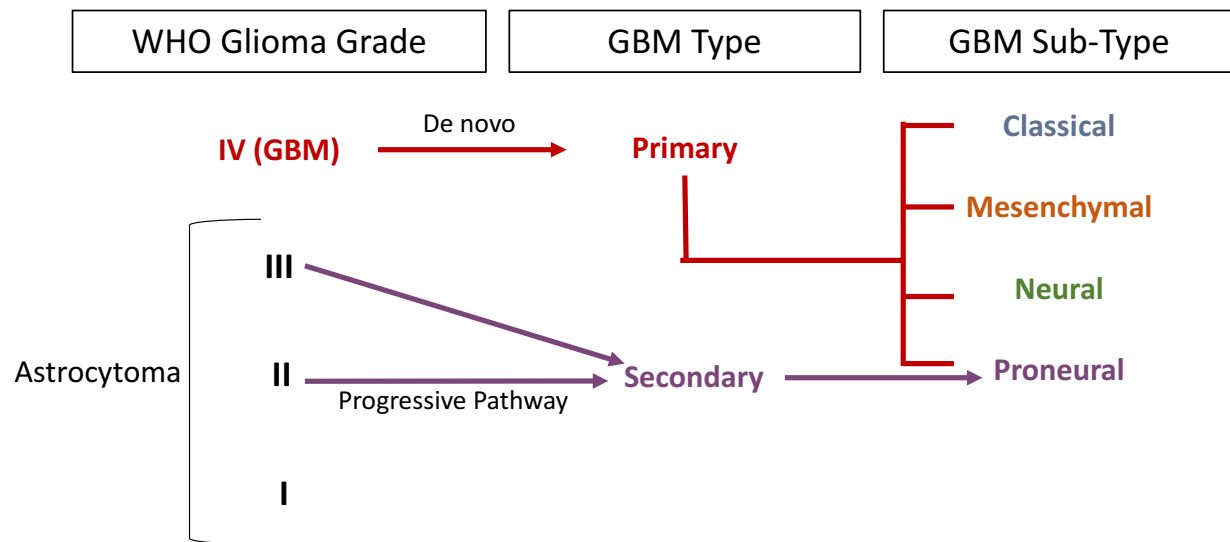 WHO Glioma Grade
GBM Type
GBM Sub-Type
IV (GBM)
De novo
Primary
Classical
Mesenchymal
Neural
Proneural
Astrocytoma
III
II
I
Progressive Pathway
Secondary